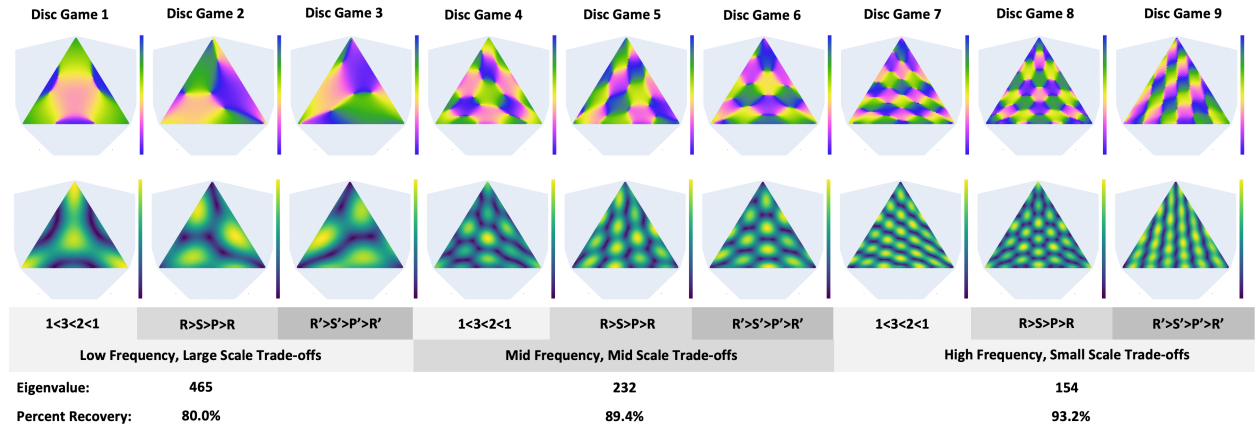 Disc Game 1 Disc Game 2 Disc Game 3 Disc Game 4 Disc Game 5 Disc Game 6 Disc Game 7 Disc Game 8 Disc Game 9
1<3<2<1 R>S>P>R R'>S'>P'>R' 1<3<2<1 R>S>P>R R'>S'>P'>R' 1<3<2<1 R>S>P>R R'>S'>P'>R'
Low Frequency, Large Scale Trade-offs Mid Frequency, Mid Scale Trade-offs High Frequency, Small Scale Trade-offs
Eigenvalue: 465 232 154
Percent Recovery: 80.0% 89.4% 93.2%